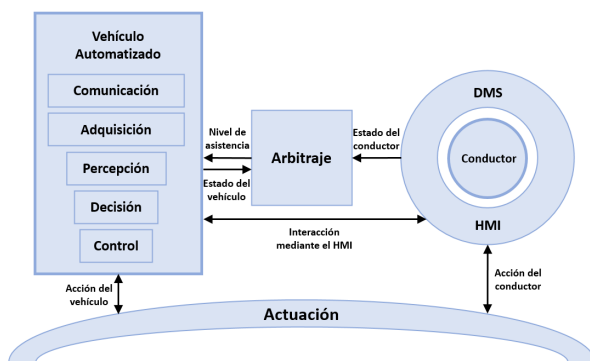 Vehículo
Automatizado
Comunicación
Adquisición
Percepción
Decisión
Control
Nivel de
asistencia
Estado del
vehículo
Arbitraje
Estado del
conductor
DMS
Conductor
HMI
Interacción
mediante el HMI
Acción del
vehículo
Acción del
conductor
Actuación